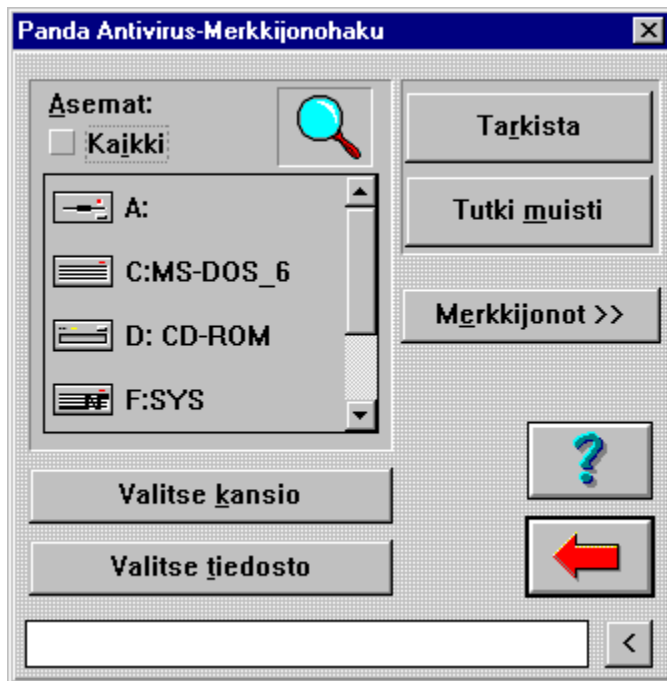 Panda Antivirus-Merkkijonohaku
Asemat:
Kaikki
A:
C:MS-DOS_6
D: CD-ROM
F:SYS
Valitse kansio
Valitse tiedosto
Tarkista
Tutki muisti
Merkkijonot >>
?
<